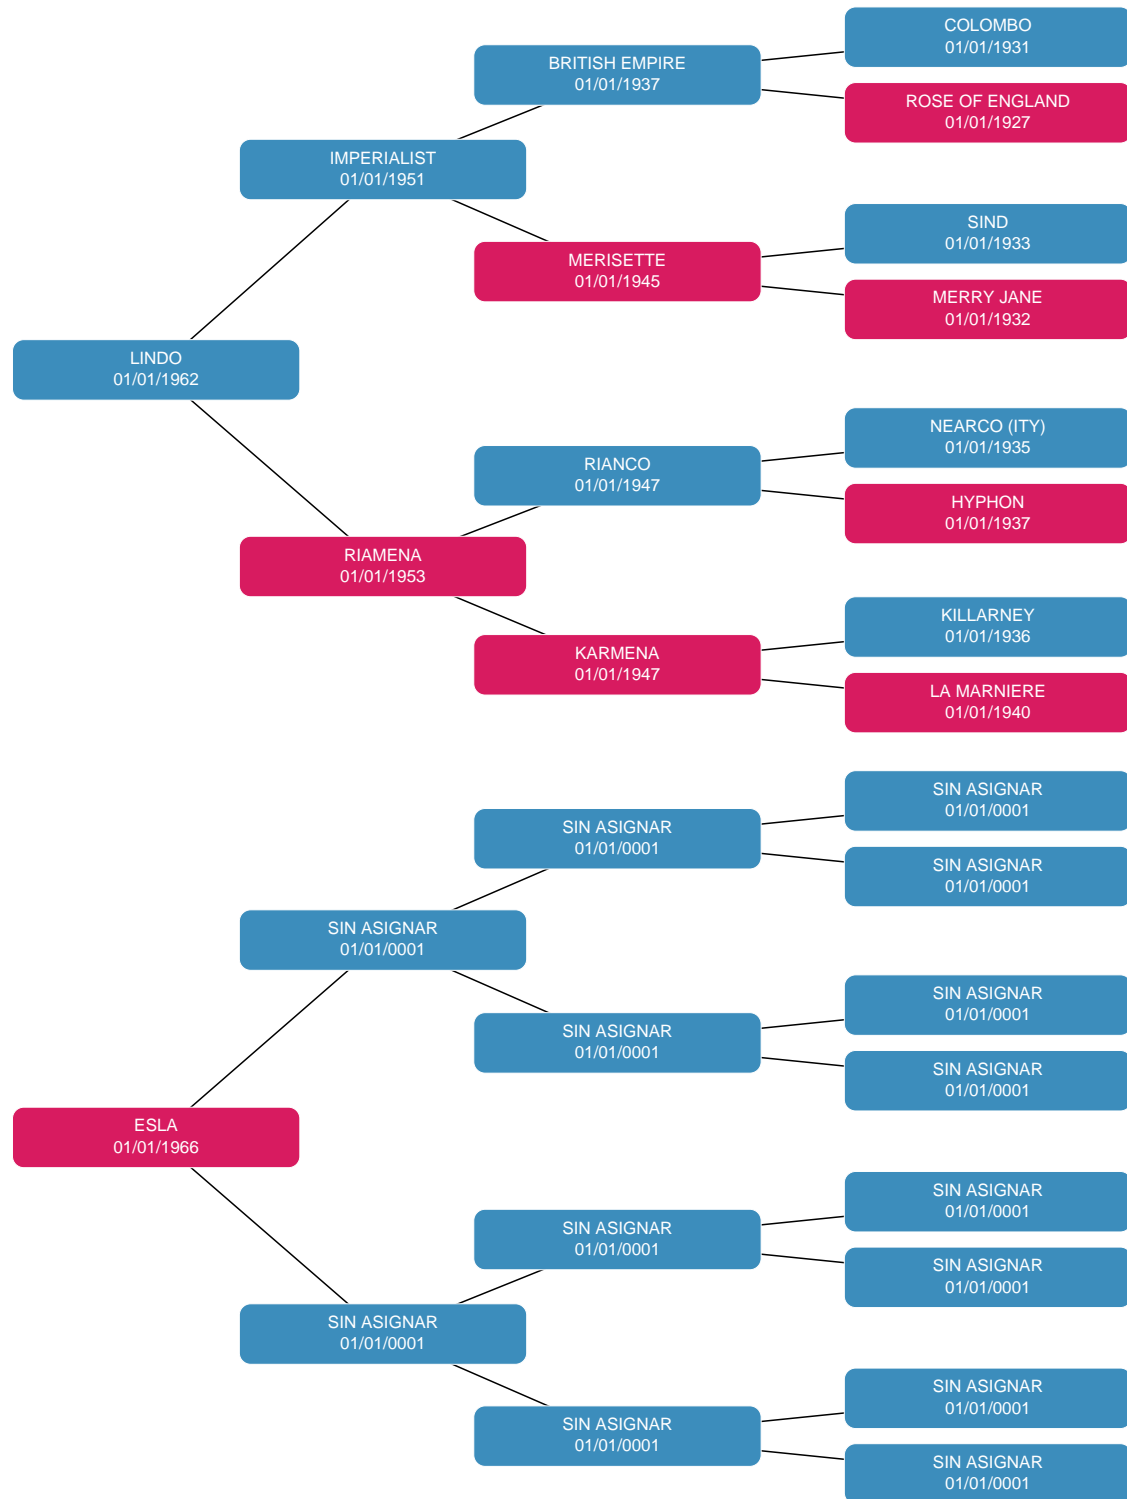 COLOMBO
01/01/1931
BRITISH EMPIRE
01/01/1937
ROSE OF ENGLAND
01/01/1927
IMPERIALIST
01/01/1951
SIND
01/01/1933
MERISETTE
01/01/1945
MERRY JANE
01/01/1932
LINDO
01/01/1962
NEARCO (ITY)
01/01/1935
RIANCO
01/01/1947
HYPHON
01/01/1937
RIAMENA
01/01/1953
KILLARNEY
01/01/1936
KARMENA
01/01/1947
LA MARNIERE
01/01/1940
SIN ASIGNAR
01/01/0001
SIN ASIGNAR
01/01/0001
SIN ASIGNAR
01/01/0001
SIN ASIGNAR
01/01/0001
SIN ASIGNAR
01/01/0001
SIN ASIGNAR
01/01/0001
SIN ASIGNAR
01/01/0001
ESLA
01/01/1966
SIN ASIGNAR
01/01/0001
SIN ASIGNAR
01/01/0001
SIN ASIGNAR
01/01/0001
SIN ASIGNAR
01/01/0001
SIN ASIGNAR
01/01/0001
SIN ASIGNAR
01/01/0001
SIN ASIGNAR
01/01/0001